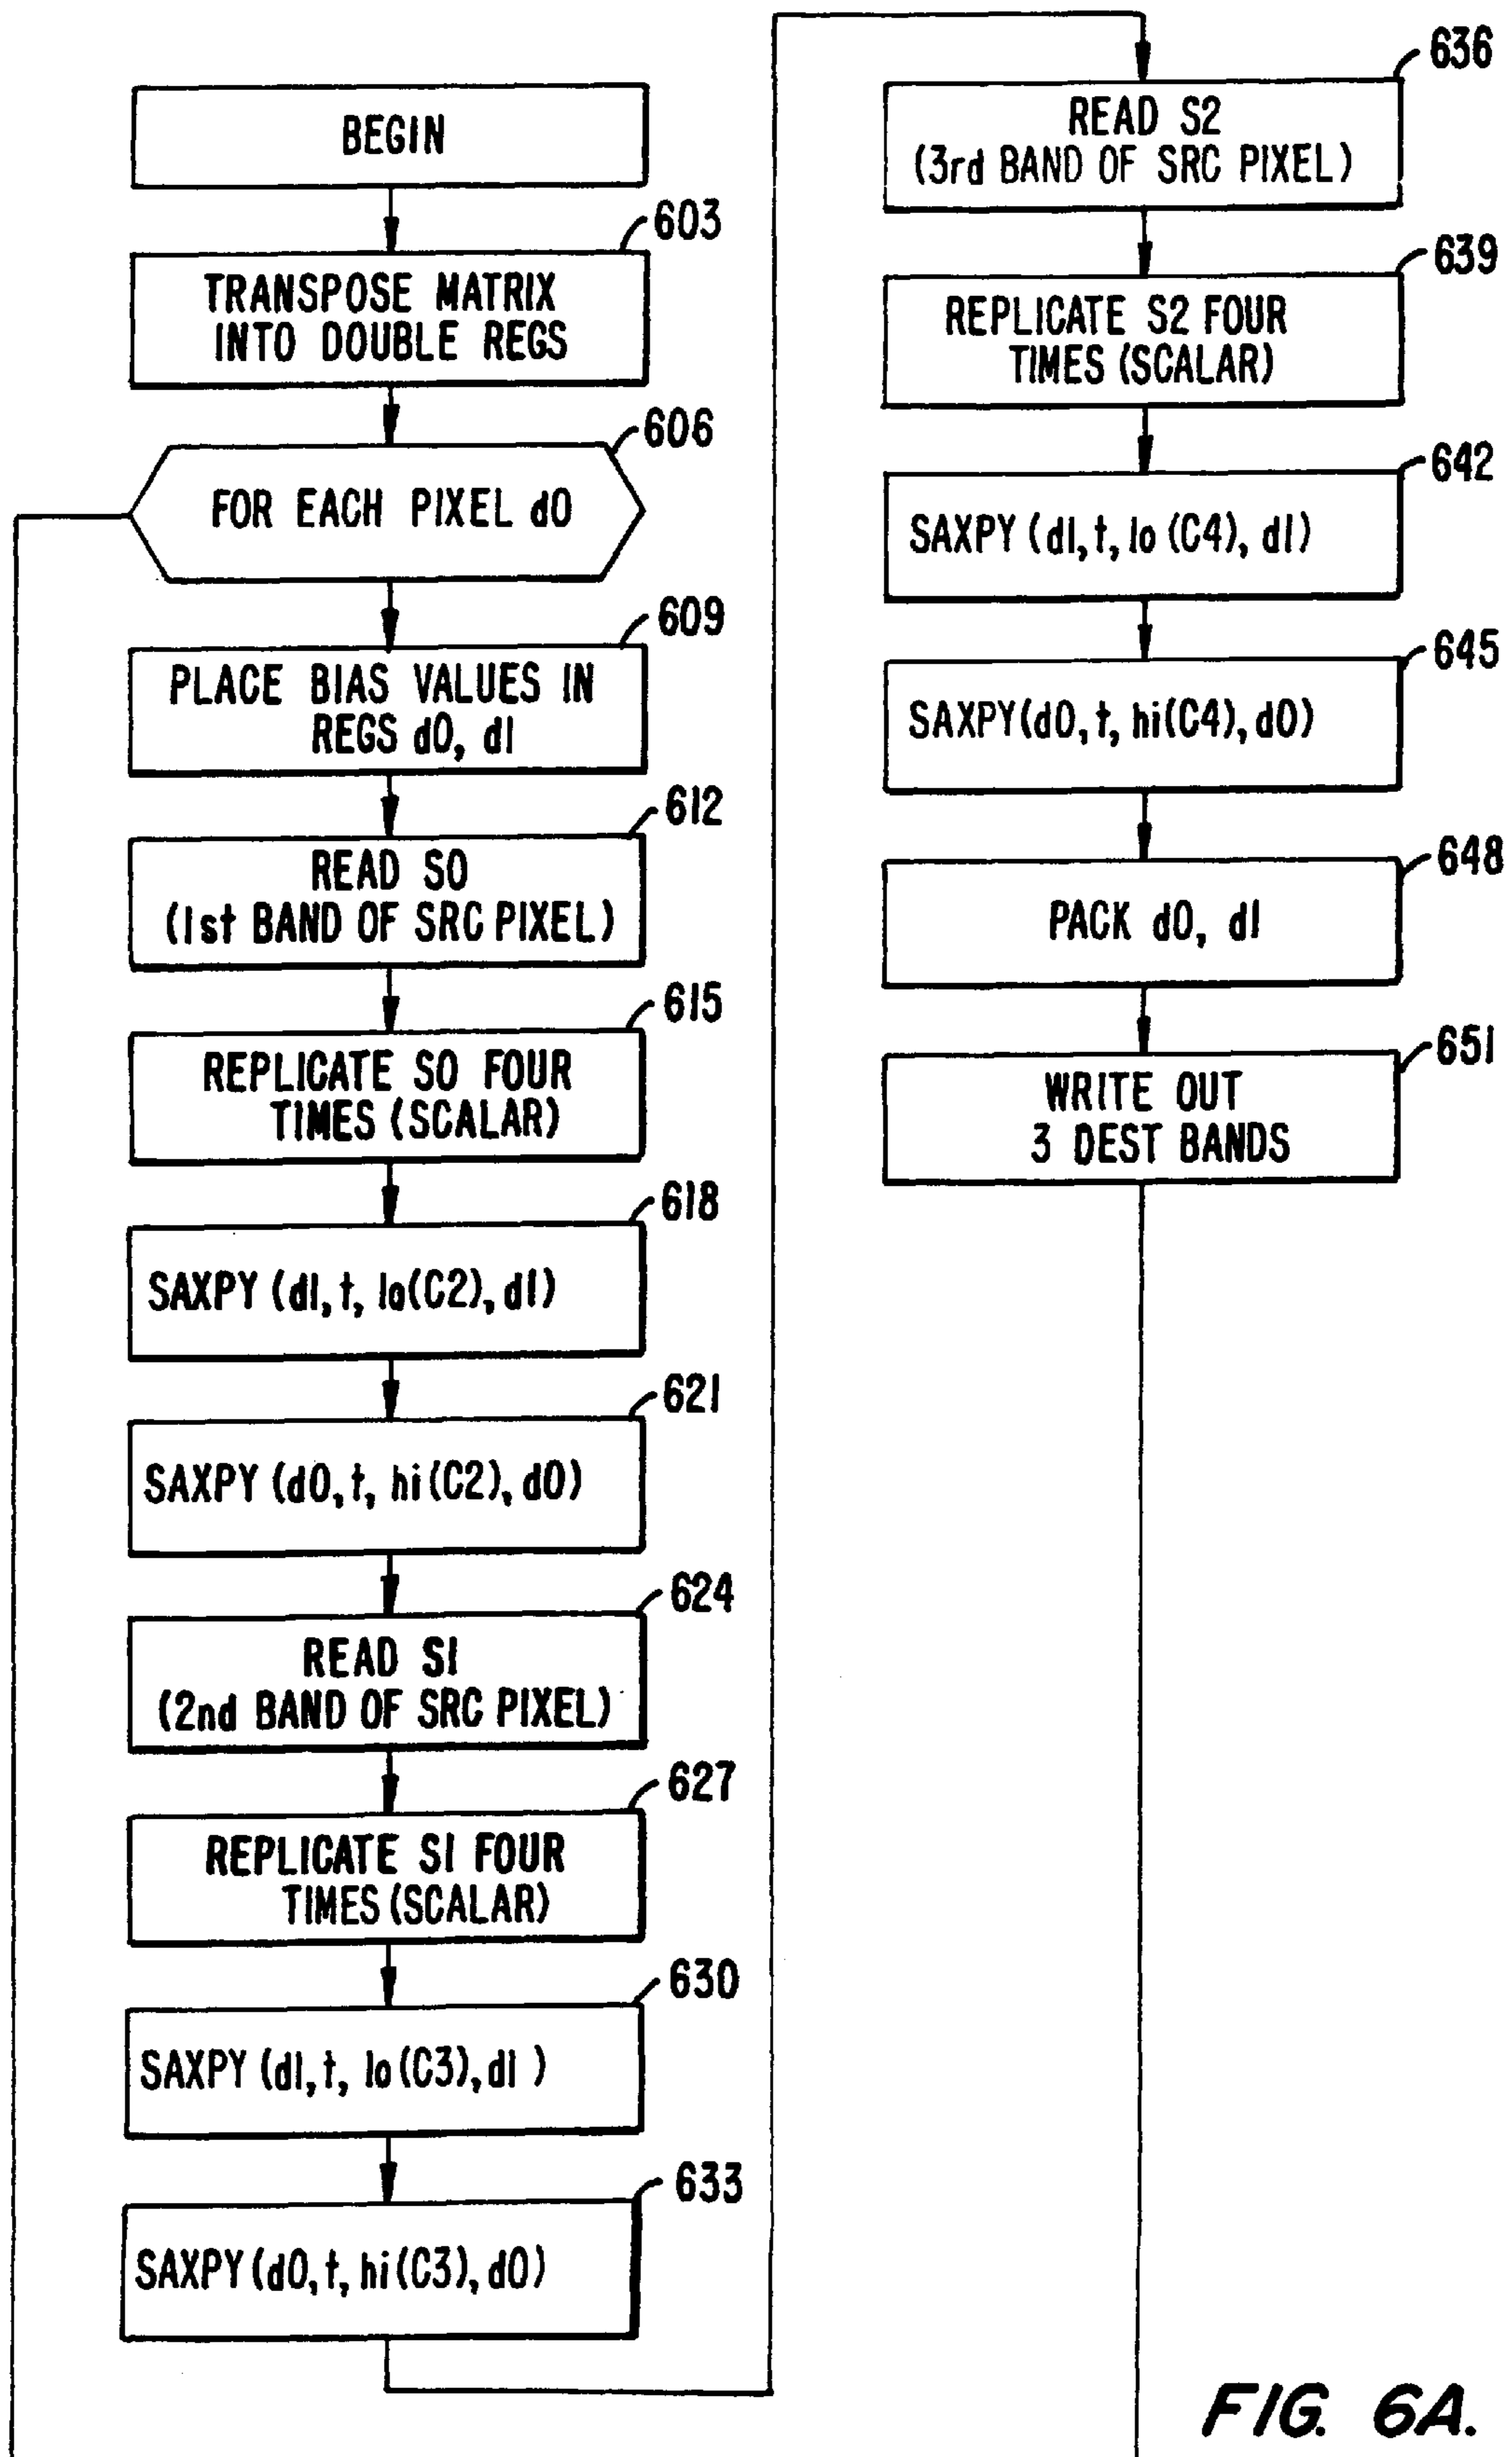 BEGIN
603
TRANSPOSE MATRIX
INTO DOUBLE REGS
606
FOR EACH PIXEL d0
609
PLACE BIAS VALUES IN
REGS d0, d1
612
READ S0
(1st BAND OF SRC PIXEL)
615
REPLICATE S0 FOUR
TIMES (SCALAR)
618
SAXPY (d1, t, lo(C2), d1)
621
SAXPY (d0, t, hi(C2), d0)
624
READ S1
(2nd BAND OF SRC PIXEL)
627
REPLICATE S1 FOUR
TIMES (SCALAR)
630
SAXPY (d1, t, lo(C3), d1 )
633
SAXPY(d0, t, hi(C3), d0)
636
READ S2
(3rd BAND OF SRC PIXEL)
639
REPLICATE S2 FOUR
TIMES (SCALAR)
642
SAXPY (d1, t, lo (C4), d1)
645
SAXPY(d0, t, hi(C4), d0)
648
PACK d0, d1
651
WRITE OUT
3 DEST BANDS
FIG. 6A.